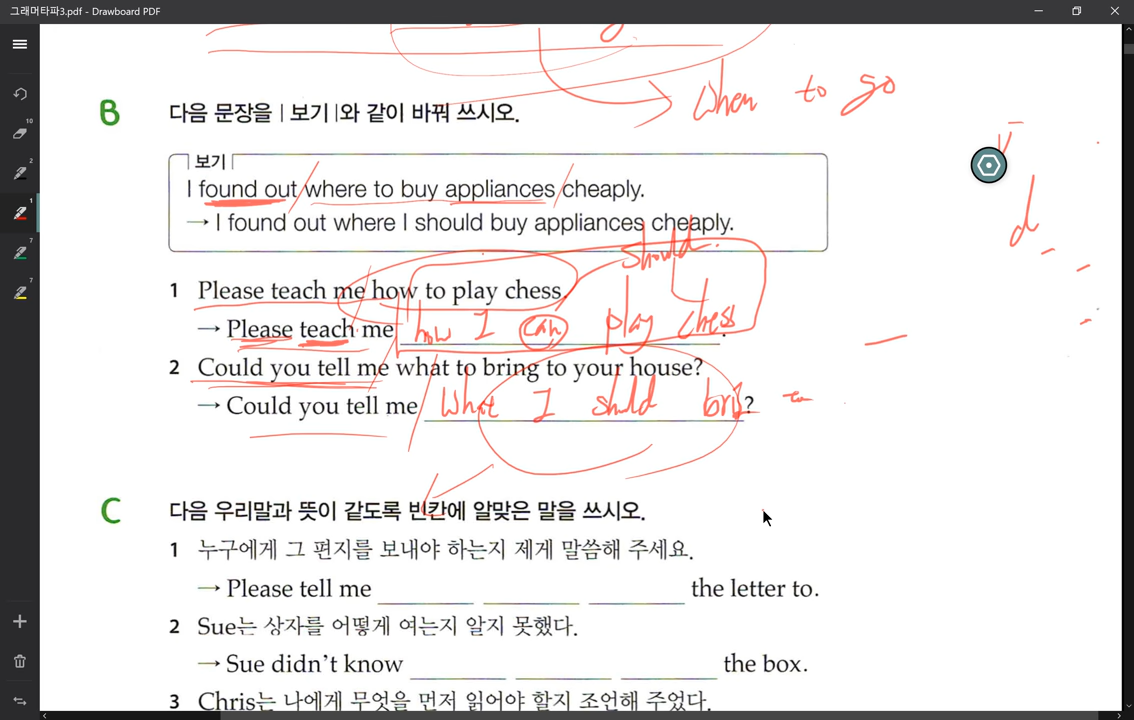 그래머타파3.pdf - Drawboard PDF
When to go
B 다음 문장을 | 보기 |와 같이 바꿔 쓰시오.
보기
I found out where to buy appliances cheaply.
→ I found out where I should buy appliances cheaply.
should
1 Please teach me how to play chess.
→ Please teach me how I can play chess.
2 Could you tell me what to bring to your house?
→ Could you tell me what I should ?
C 다음 우리말과 뜻이 같도록 빈칸에 알맞은 말을 쓰시오.
1 누구에게 그 편지를 보내야 하는지 제게 말씀해 주세요.
→ Please tell me the letter to.
2 Sue는 상자를 어떻게 여는지 알지 못했다.
→ Sue didn't know the box.
3 Chris는 나에게 무엇을 먼저 읽어야 할지 조언해 주었다.
10
2
1
7
7
d